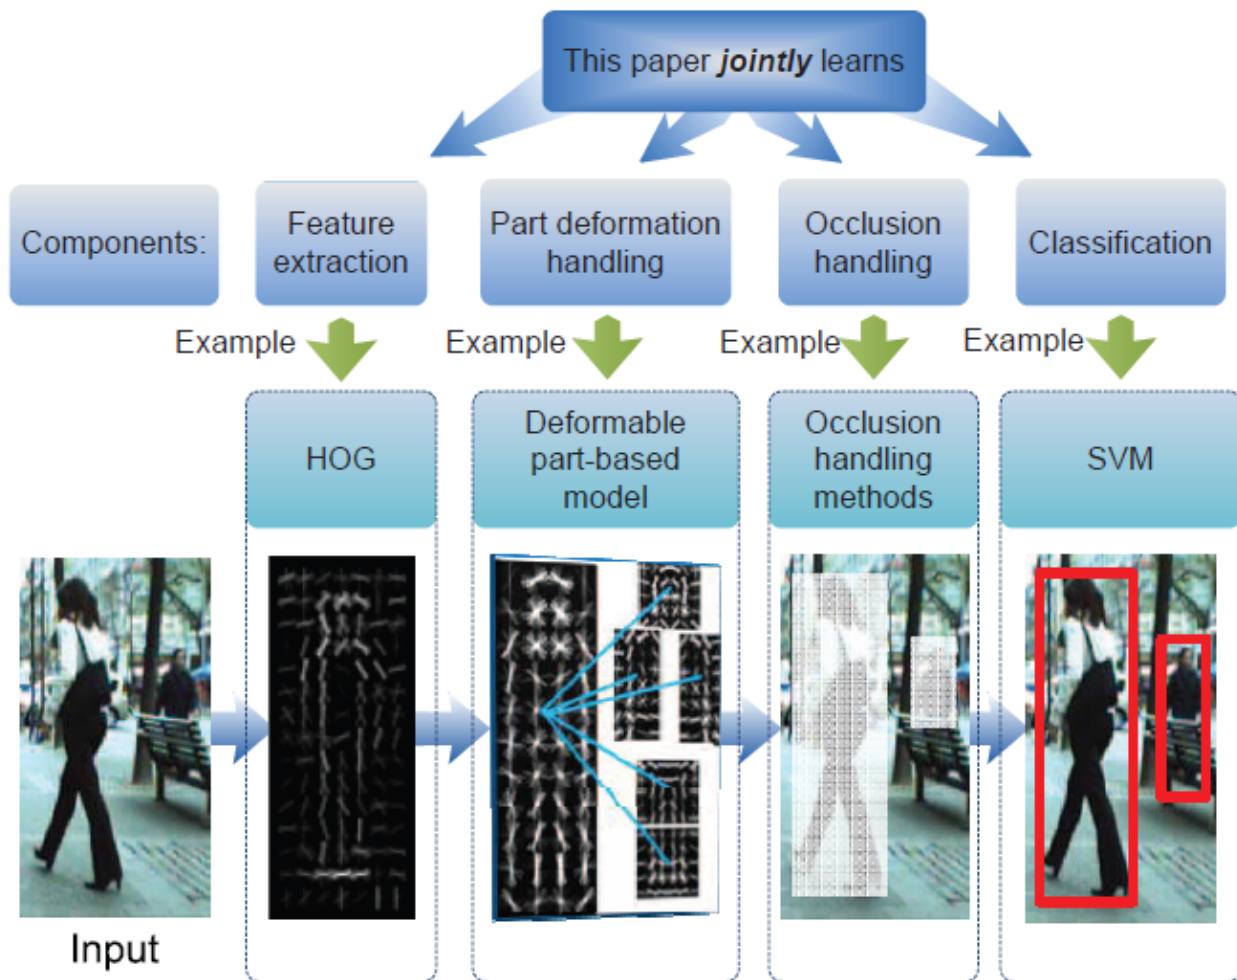 This paper jointly learns
Components:
Feature
extraction
Part deformation
handling
Occlusion
handling
Classification
Example
Example
Example
Example
HOG
Deformable
part-based
model
Occlusion
handling
methods
SVM
Input